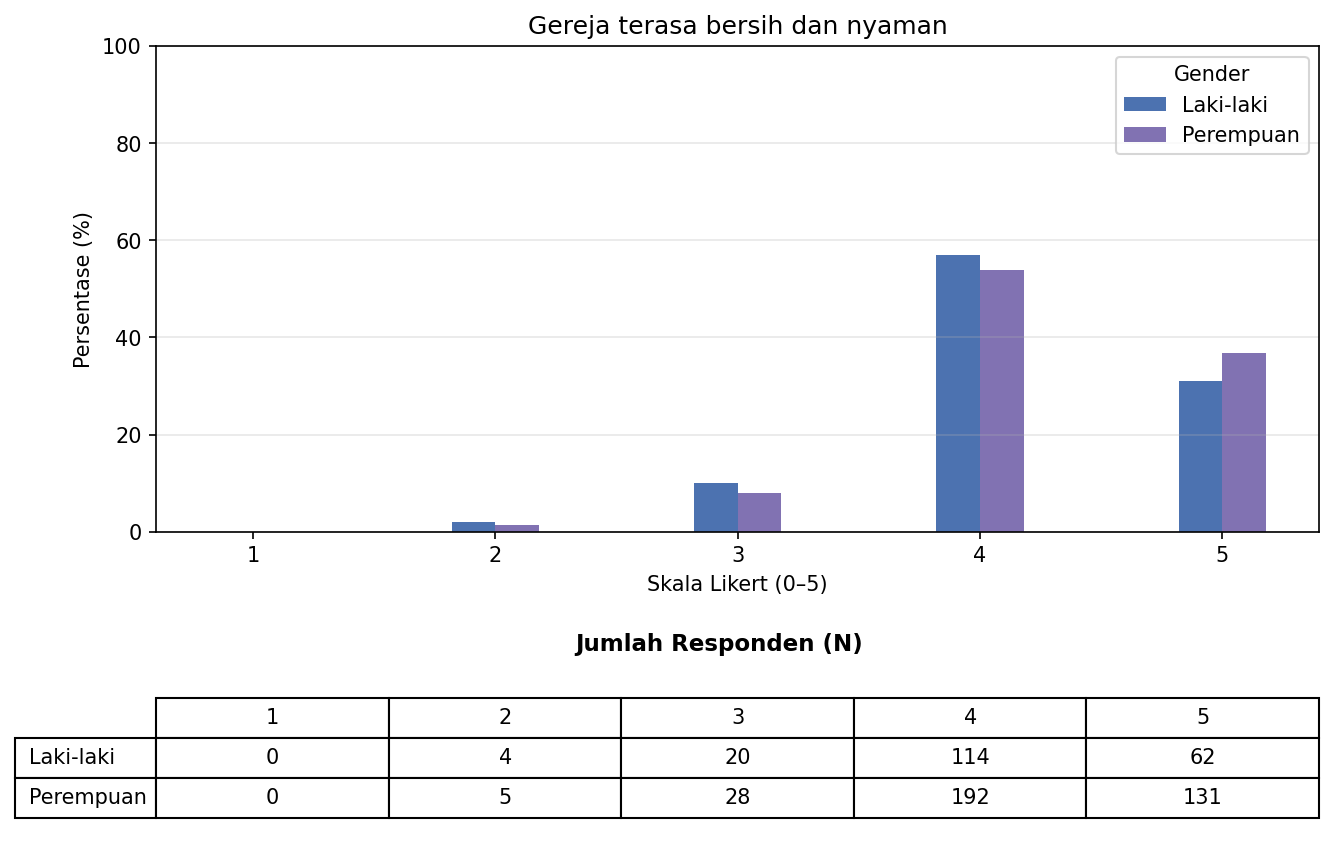 Gereja terasa bersih dan nyaman
Gender
Laki-laki
Perempuan
Persentase (%)
100
80
60
40
20
0
1 2 3 4 5
Skala Likert (0–5)
Jumlah Responden (N)
1 2 3 4 5
Laki-laki 0 4 20 114 62
Perempuan 0 5 28 192 131